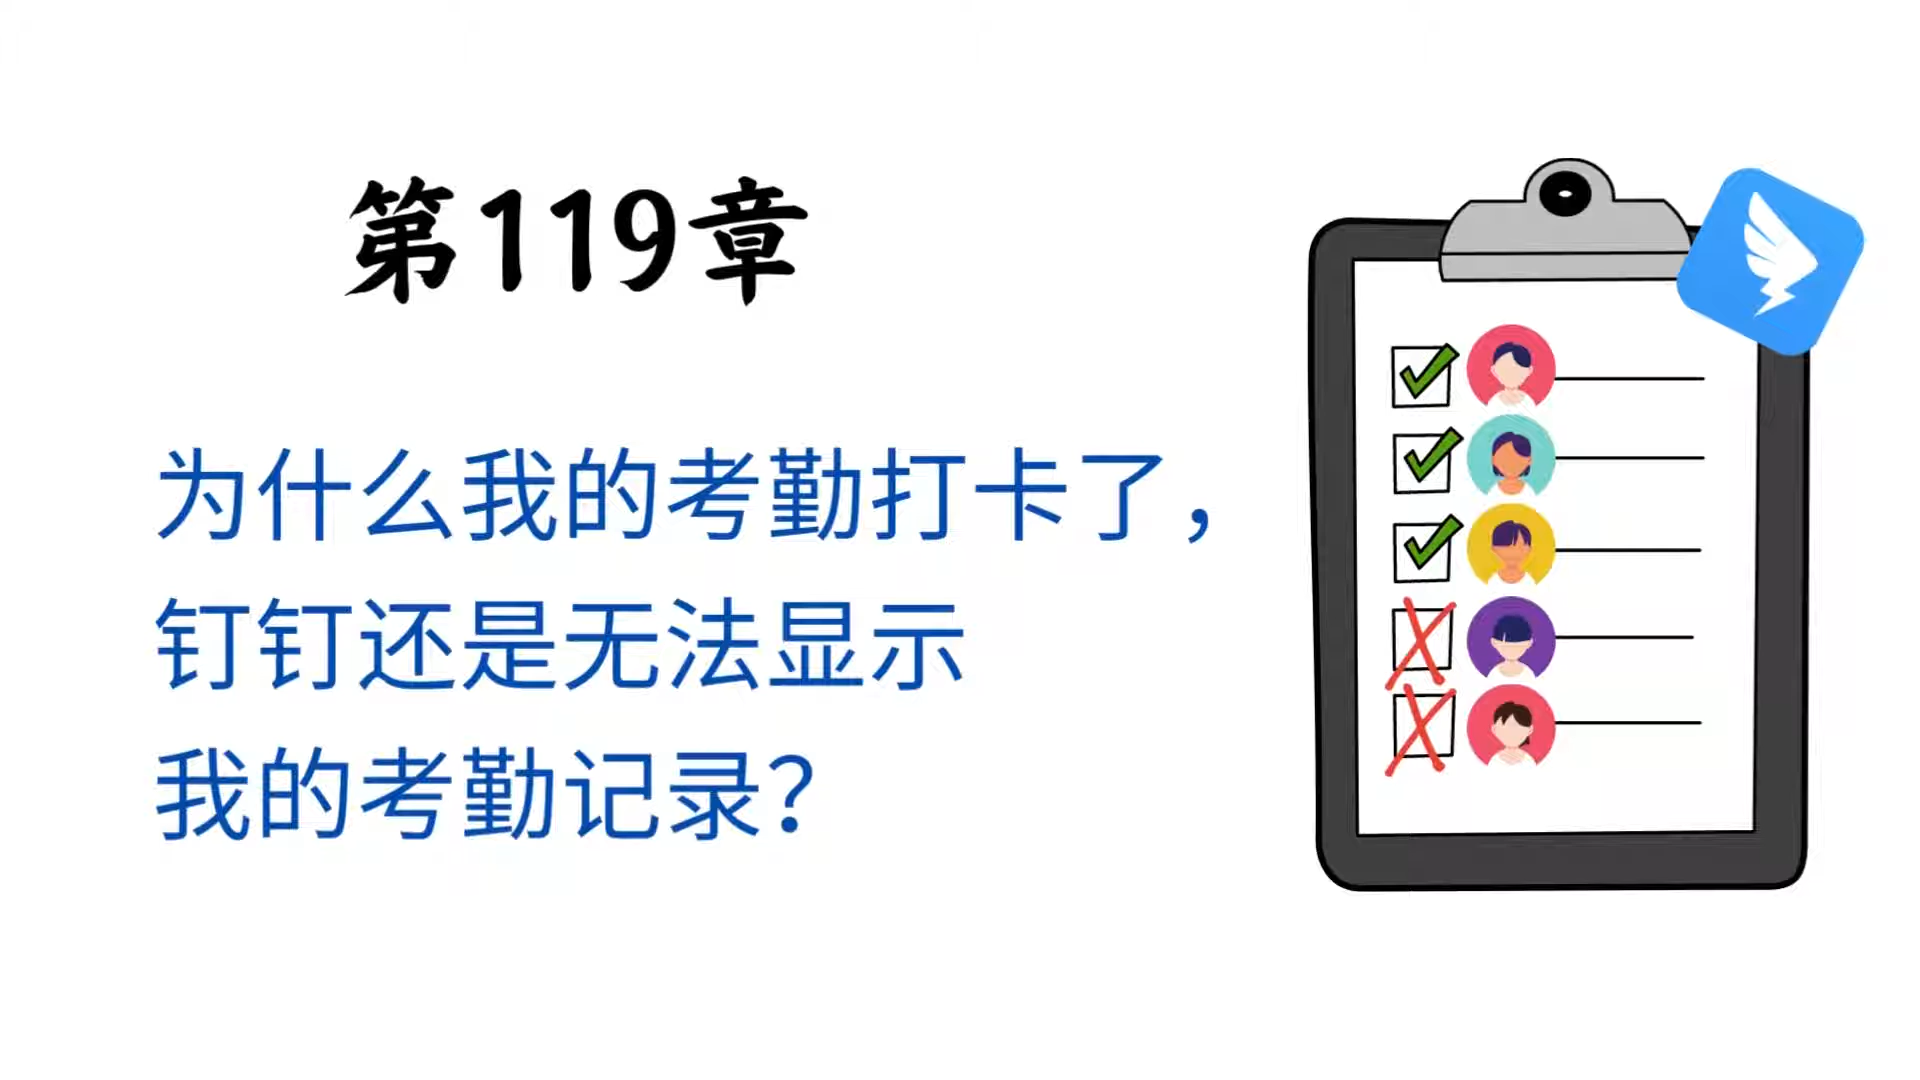 第119章
为什么我的考勤打卡了，
钉钉还是无法显示
我的考勤记录？